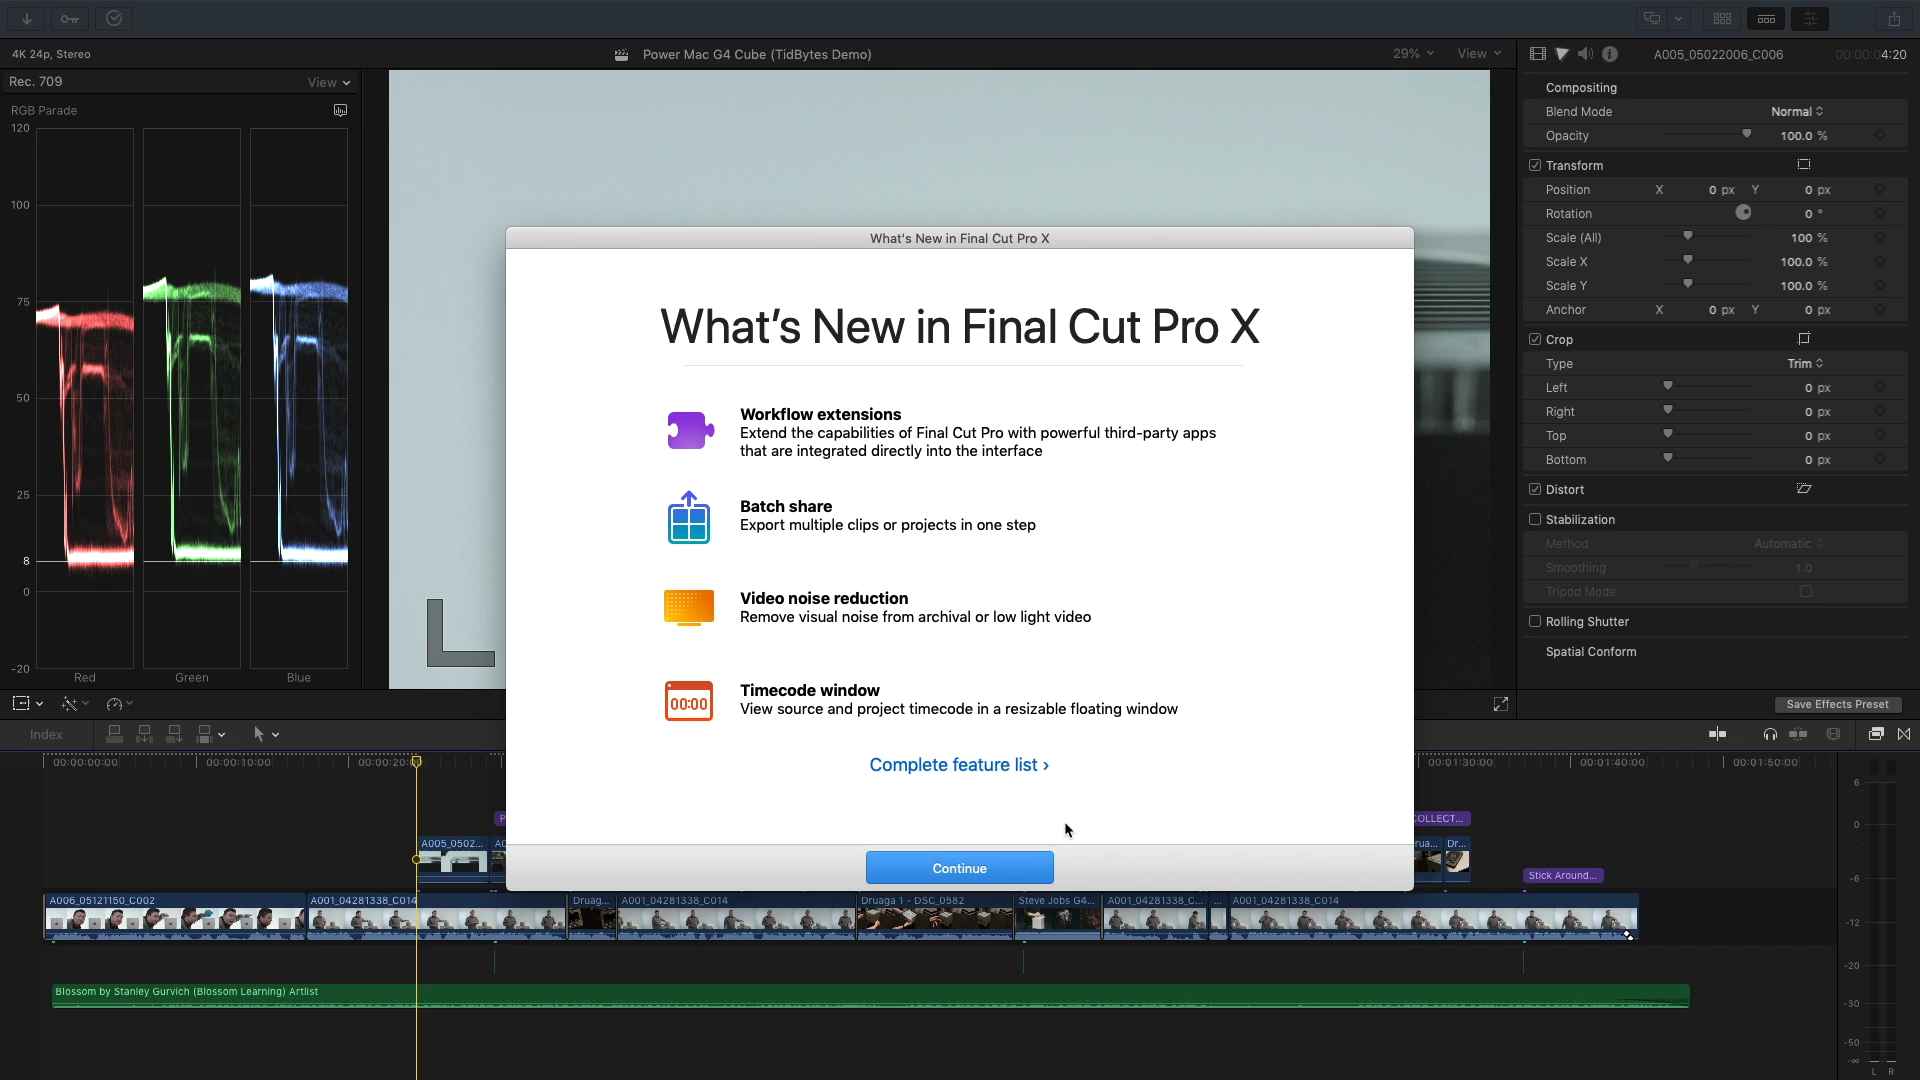 4K 24p, Stereo
Power Mac G4 Cube (TidBytes Demo)
29%
View
A005_05022006_C006
00:00:04:20
Rec. 709
View
RGB Parade
120
100
75
50
25
8
0
-20
Red
Green
Blue
Compositing
Blend Mode
Normal
Opacity
100.0 %
Transform
Position
X
0 px
Y
0 px
Rotation
0 °
Scale (All)
100 %
Scale X
100.0 %
Scale Y
100.0 %
Anchor
X
0 px
Y
0 px
Crop
Type
Trim
Left
0 px
Right
0 px
Top
0 px
Bottom
0 px
Distort
Stabilization
Method
Automatic
Smoothing
1.0
Tripod Mode
Rolling Shutter
Spatial Conform
Save Effects Preset
What's New in Final Cut Pro X
What's New in Final Cut Pro X
Workflow extensions
Extend the capabilities of Final Cut Pro with powerful third-party apps
that are integrated directly into the interface
Batch share
Export multiple clips or projects in one step
Video noise reduction
Remove visual noise from archival or low light video
00:00
Timecode window
View source and project timecode in a resizable floating window
Complete feature list ›
Continue
Index
00:00:00:00
00:00:10:00
00:00:20:00
00:01:30:00
00:01:40:00
00:01:50:00
P
COLLECT...
A005_0502...
Dr...
Stick Around...
A006_05121150_C002
A001_04281338_C014
Druag...
A001_04281338_C014
Druaga 1 - DSC_0582
Steve Jobs G4...
A001_04281338_C...
...
A001_04281338_C014
Blossom by Stanley Gurvich (Blossom Learning) Artlist
6
0
-6
-12
-20
-30
-50
-∞
L
R